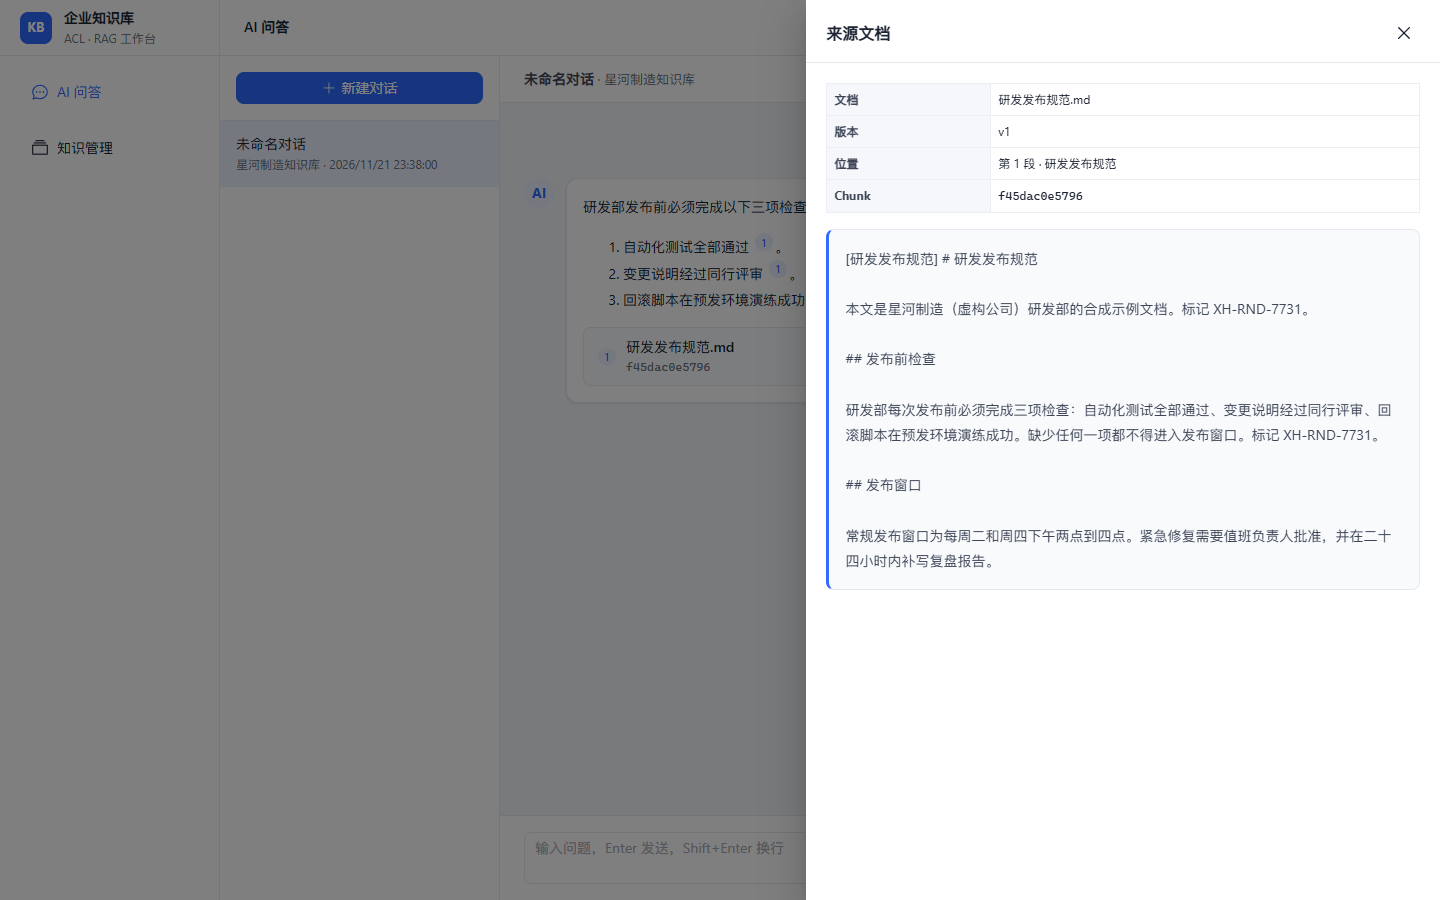 KB
企业知识库
ACL · RAG 工作台
AI 问答
知识管理
AI 问答
新建对话
未命名对话
星河制造知识库 · 2026/11/21 23:38:00
未命名对话 · 星河制造知识库
AI
研发部发布前必须完成以下三项检查
1. 自动化测试全部通过 1 。
2. 变更说明经过同行评审 1 。
3. 回滚脚本在预发环境演练成功
1
研发发布规范.md
f45dac0e5796
输入问题，Enter 发送，Shift+Enter 换行
来源文档
文档 研发发布规范.md
版本 v1
位置 第 1 段 · 研发发布规范
Chunk f45dac0e5796
[研发发布规范] # 研发发布规范
本文是星河制造（虚构公司）研发部的合成示例文档。标记 XH-RND-7731。
## 发布前检查
研发部每次发布前必须完成三项检查：自动化测试全部通过、变更说明经过同行评审、回
滚脚本在预发环境演练成功。缺少任何一项都不得进入发布窗口。标记 XH-RND-7731。
## 发布窗口
常规发布窗口为每周二和周四下午两点到四点。紧急修复需要值班负责人批准，并在二十
四小时内补写复盘报告。